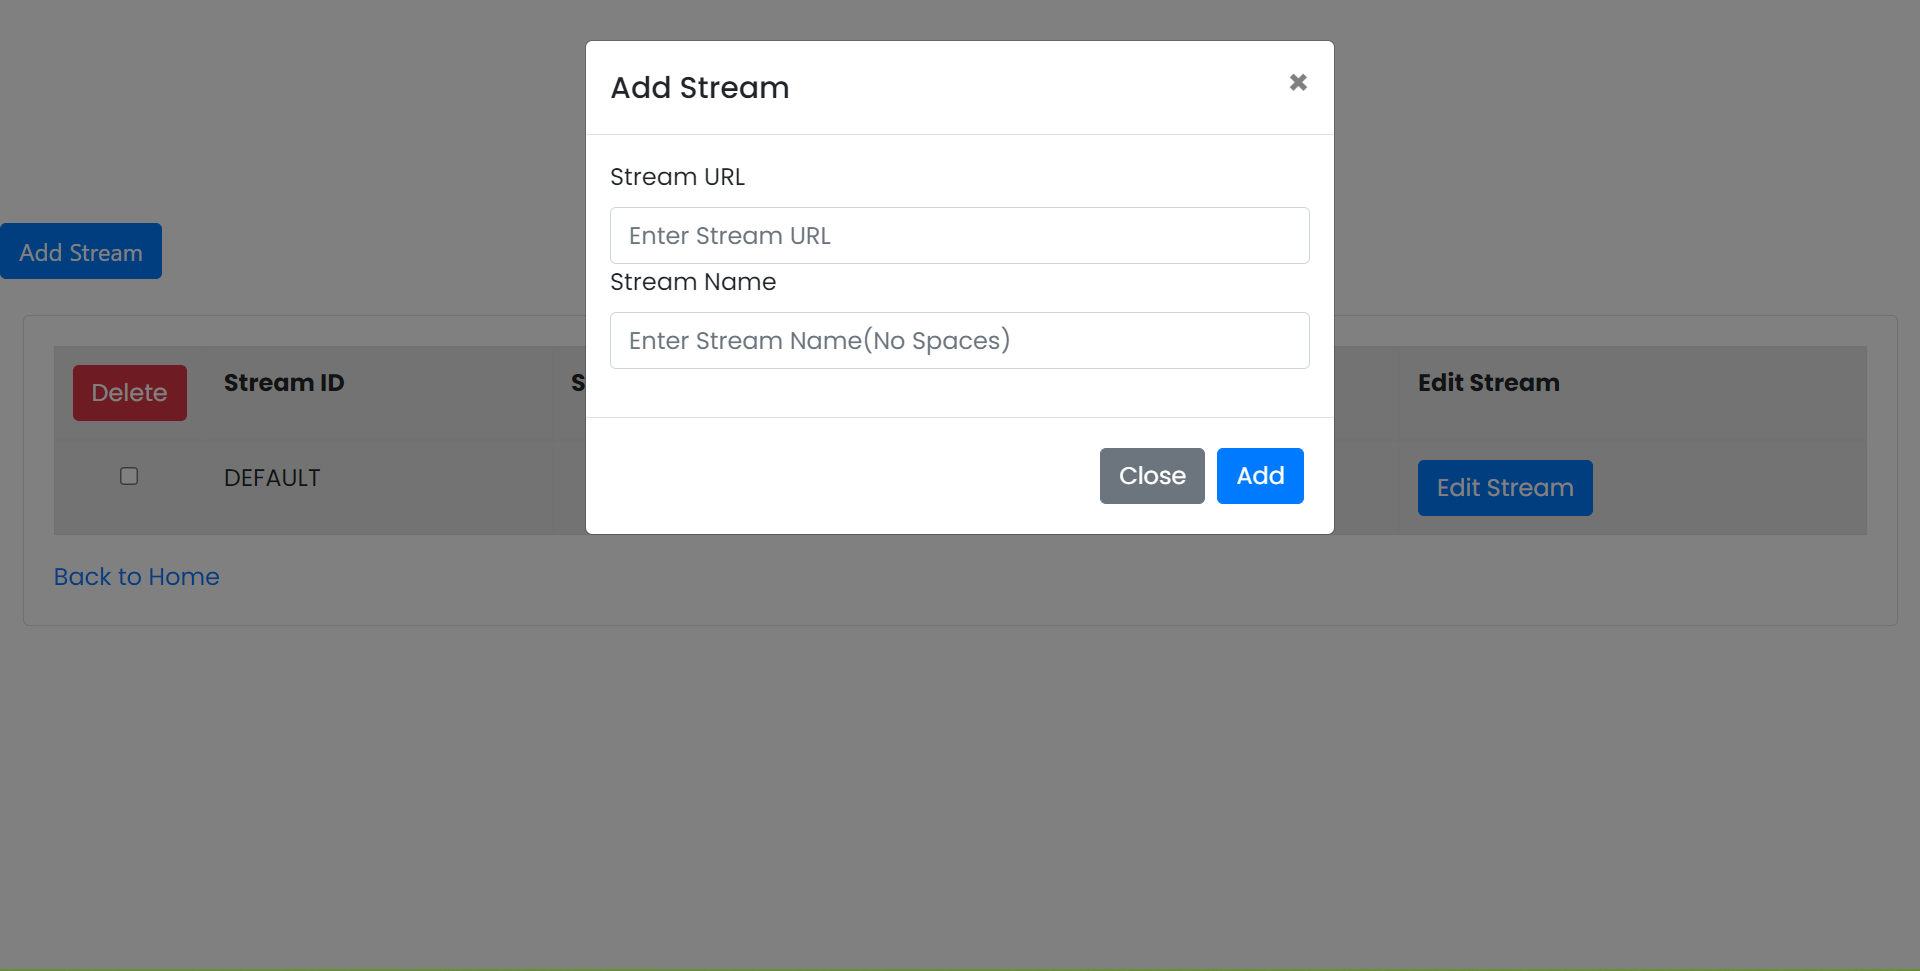 Add Stream
×
Stream URL
Enter Stream URL
Stream Name
Enter Stream Name(No Spaces)
Close Add
Add Stream
Delete Stream ID S Edit Stream
DEFAULT Edit Stream
Back to Home